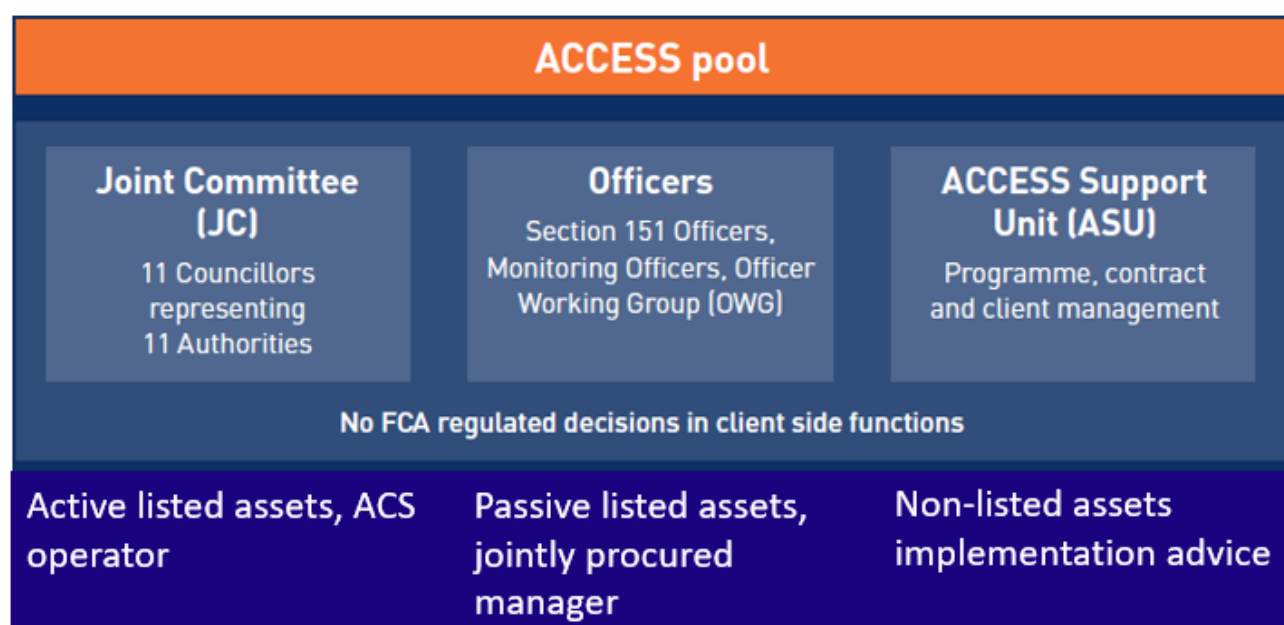 ACCESS pool
Joint Committee
(JC)
11 Councillors
representing
11 Authorities
Officers
Section 151 Officers,
Monitoring Officers, Officer
Working Group (OWG)
ACCESS Support
Unit (ASU)
Programme, contract
and client management
No FCA regulated decisions in client side functions
Active listed assets, ACS
operator
Passive listed assets,
jointly procured
manager
Non-listed assets
implementation advice